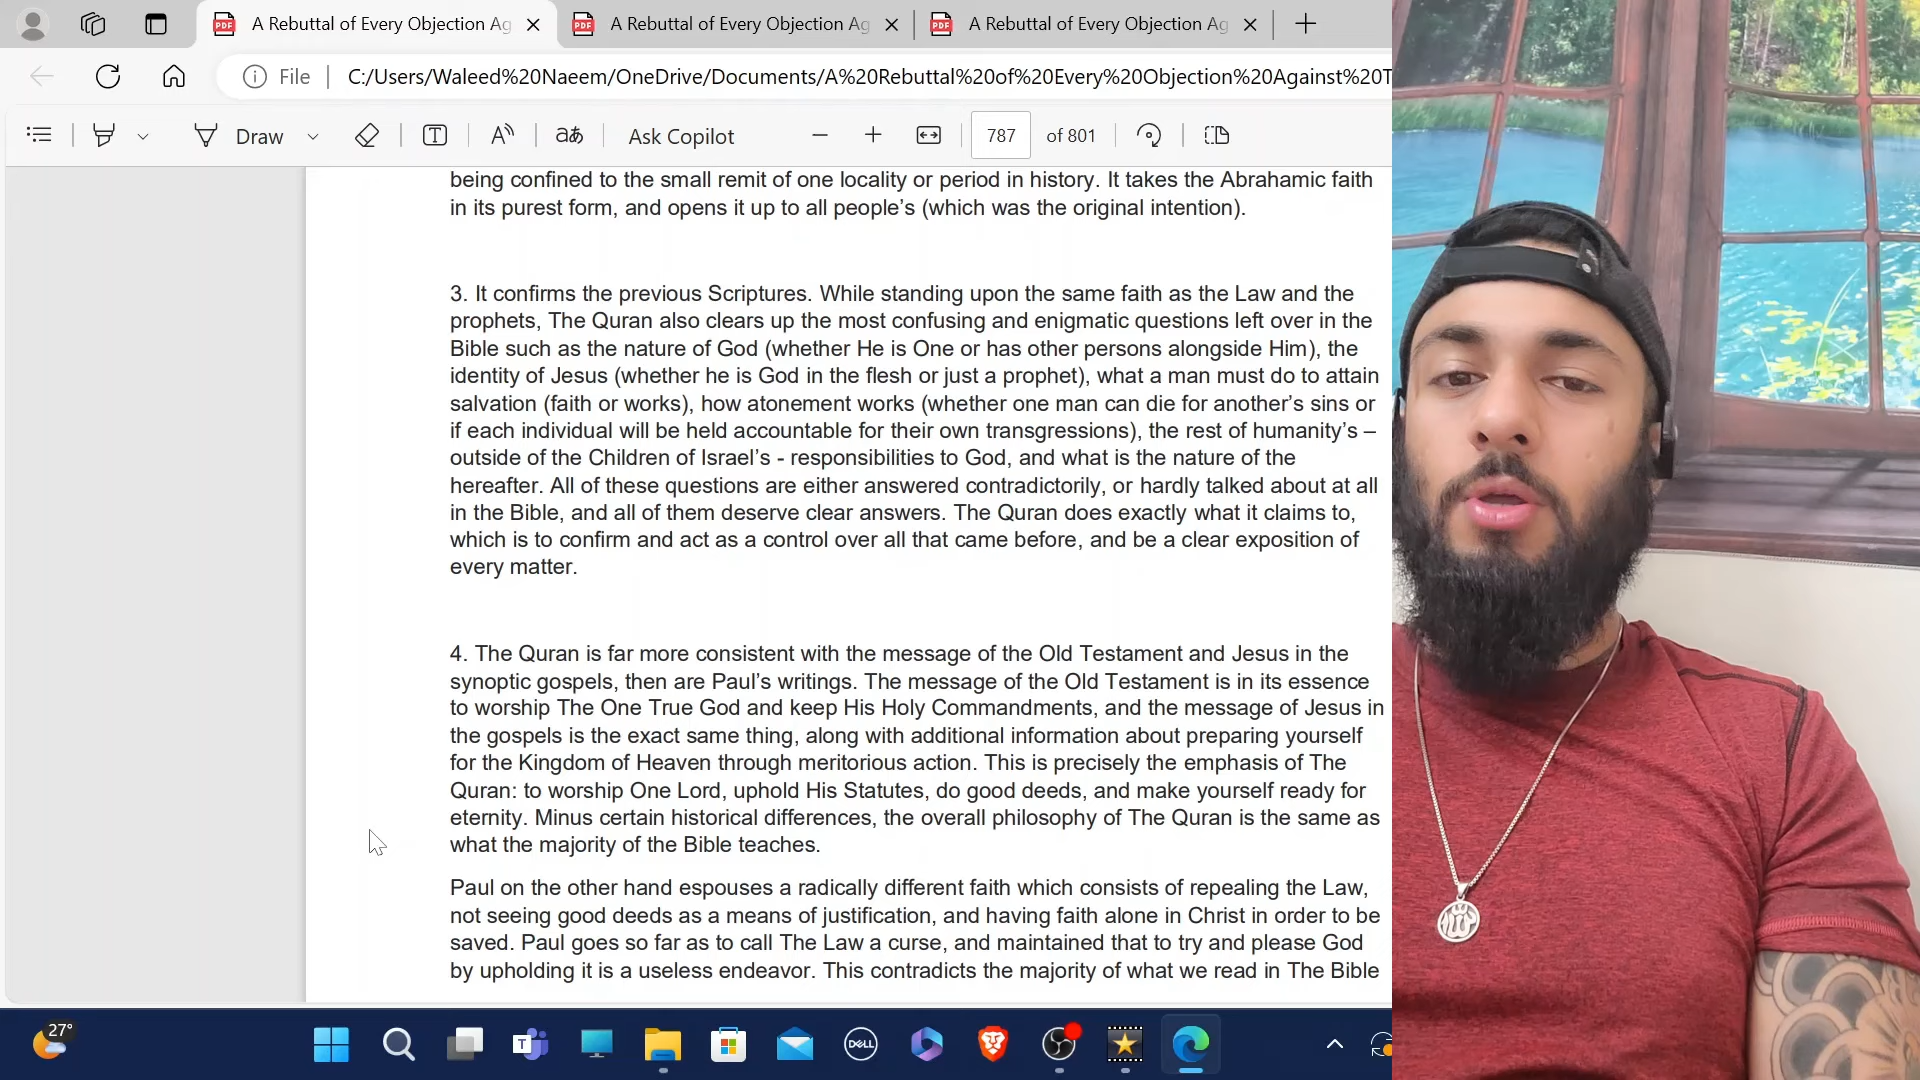 A Rebuttal of Every Objection Ag
A Rebuttal of Every Objection Ag
A Rebuttal of Every Objection Ag
File
C:/Users/Waleed%20Naeem/OneDrive/Documents/A%20Rebuttal%20of%20Every%20Objection%20Against%20T
Draw
Ask Copilot
787 of 801
being confined to the small remit of one locality or period in history. It takes the Abrahamic faith
in its purest form, and opens it up to all people’s (which was the original intention).
3. It confirms the previous Scriptures. While standing upon the same faith as the Law and the
prophets, The Quran also clears up the most confusing and enigmatic questions left over in the
Bible such as the nature of God (whether He is One or has other persons alongside Him), the
identity of Jesus (whether he is God in the flesh or just a prophet), what a man must do to attain
salvation (faith or works), how atonement works (whether one man can die for another’s sins or
if each individual will be held accountable for their own transgressions), the rest of humanity’s –
outside of the Children of Israel’s - responsibilities to God, and what is the nature of the
hereafter. All of these questions are either answered contradictorily, or hardly talked about at all
in the Bible, and all of them deserve clear answers. The Quran does exactly what it claims to,
which is to confirm and act as a control over all that came before, and be a clear exposition of
every matter.
4. The Quran is far more consistent with the message of the Old Testament and Jesus in the
synoptic gospels, then are Paul’s writings. The message of the Old Testament is in its essence
to worship The One True God and keep His Holy Commandments, and the message of Jesus in
the gospels is the exact same thing, along with additional information about preparing yourself
for the Kingdom of Heaven through meritorious action. This is precisely the emphasis of The
Quran: to worship One Lord, uphold His Statutes, do good deeds, and make yourself ready for
eternity. Minus certain historical differences, the overall philosophy of The Quran is the same as
what the majority of the Bible teaches.
Paul on the other hand espouses a radically different faith which consists of repealing the Law,
not seeing good deeds as a means of justification, and having faith alone in Christ in order to be
saved. Paul goes so far as to call The Law a curse, and maintained that to try and please God
by upholding it is a useless endeavor. This contradicts the majority of what we read in The Bible
27°
DELL